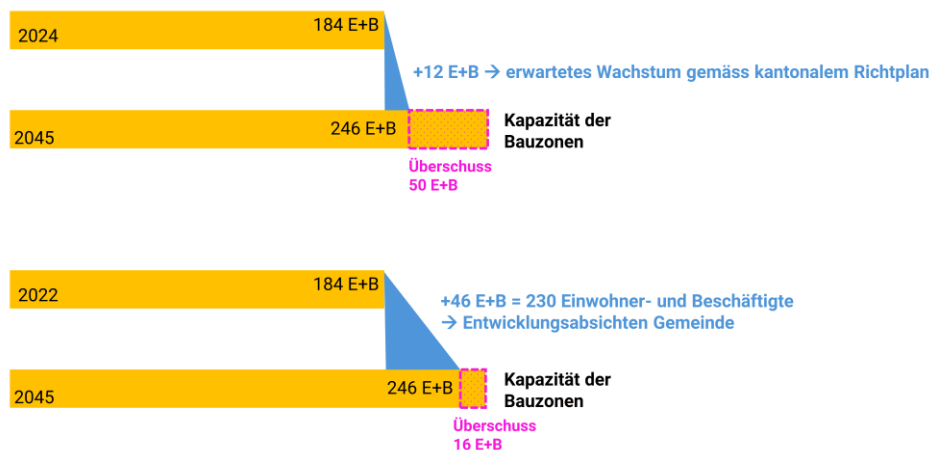 184 E+B
2024
+12 E+B → erwartetes Wachstum gemäss kantonalem Richtplan
246 E+B
2045
Kapazität der
Bauzonen
Überschuss
50 E+B
184 E+B
2022
+46 E+B = 230 Einwohner- und Beschäftigte
→ Entwicklungsabsichten Gemeinde
246 E+B
2045
Kapazität der
Bauzonen
Überschuss
16 E+B